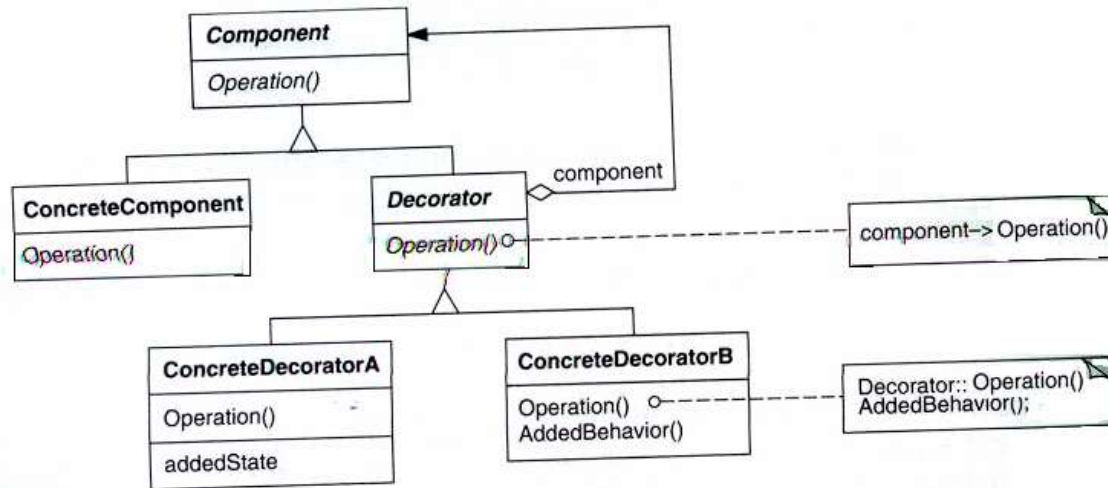 Component
Operation()
component
ConcreteComponent
Operation()
Decorator
Operation()
component–> Operation()
ConcreteDecoratorA
Operation()
addedState
ConcreteDecoratorB
Operation()
AddedBehavior()
Decorator:: Operation()
AddedBehavior();